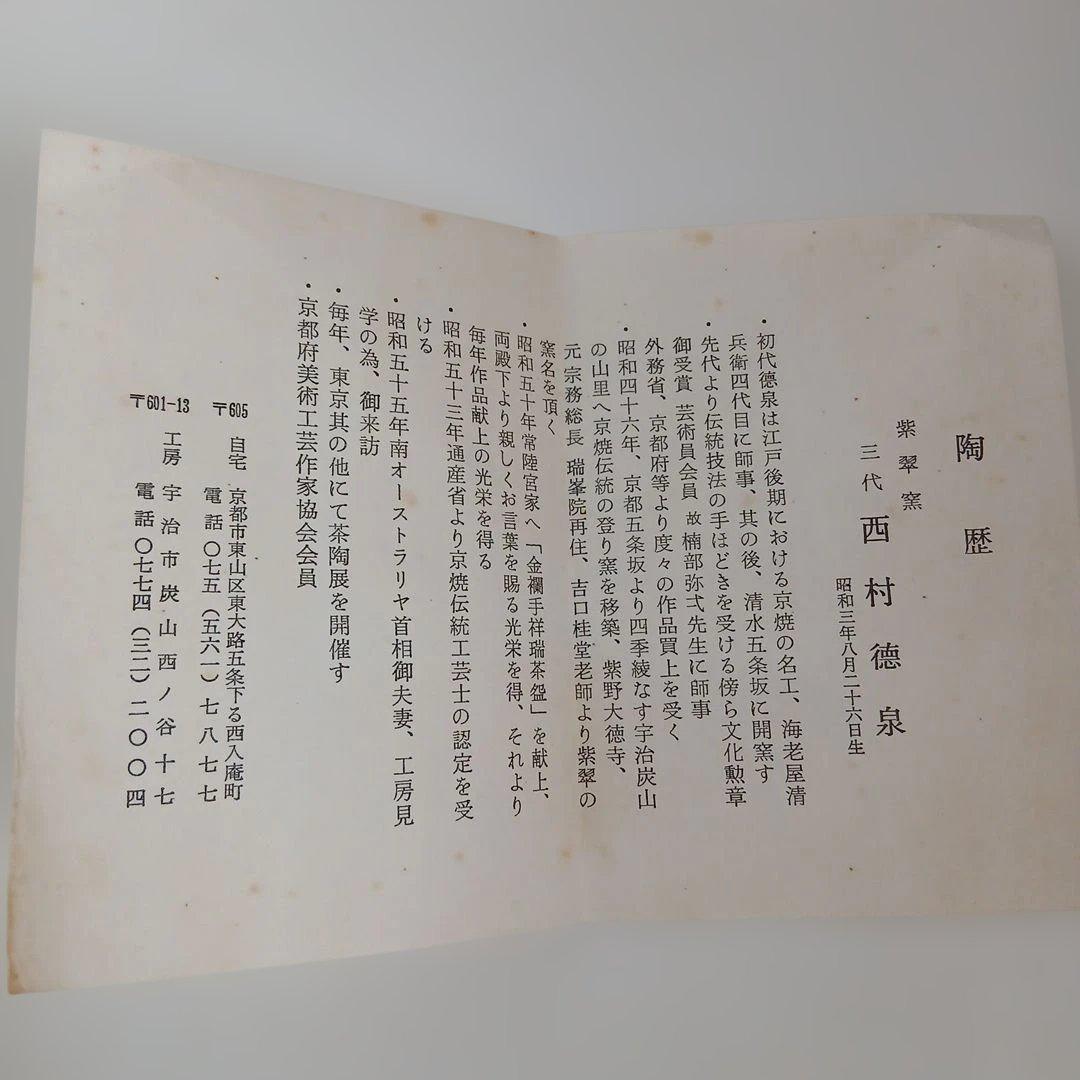 陶歴
紫翠窯
三代 西村徳泉
昭和三年八月二十六日生
・初代徳泉は江戸後期における京焼の名工、海老屋清
兵衛四代目に師事、其の後、清水五条坂に開窯す
・先代より伝統技法の手ほどきを受ける傍ら文化勲章
御受賞 芸術員会員 故 楠部弥弌先生に師事
外務省、京都府等より度々の作品買上を受く
・昭和四十六年、京都五条坂より四季綾なす宇治炭山
の山里へ京焼伝統の登り窯を移築、紫野大徳寺、
元宗務総長 瑞峯院再住、吉口桂堂老師より紫翠の
窯名を頂く
・昭和五十年常陸宮家へ「金襴手祥瑞茶盌」を献上、
両殿下より親しくお言葉を賜る光栄を得、それより
毎年作品献上の光栄を得る
・昭和五十三年通産省より京焼伝統工芸士の認定を受
ける
・昭和五十五年南オーストラリヤ首相御夫妻、工房見
学の為、御来訪
・毎年、東京其の他にて茶陶展を開催す
・京都府美術工芸作家協会会員
〒605 自宅 京都市東山区東大路五条下る西入庵町
電話〇七五(五六一)七八七七
〒601-13 工房 宇治市炭山西ノ谷十七
電話〇七七四(三二)二〇〇四